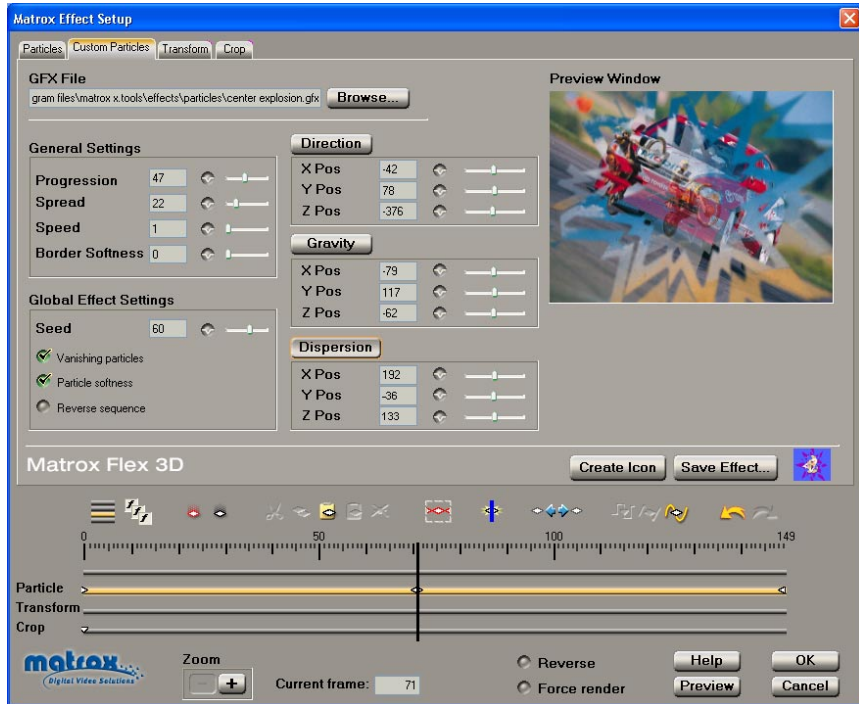 Matrox Effect Setup
Particles Custom Particles Transform Crop
GFX File
gram files\matrox x.tools\effects\particles\center explosion.gfx Browse...
Preview Window
General Settings
Progression 47
Spread 22
Speed 1
Border Softness 0
Direction
X Pos -42
Y Pos 78
Z Pos -376
Gravity
X Pos -79
Y Pos 117
Z Pos -62
Global Effect Settings
Seed 60
Vanishing particles
Particle softness
Reverse sequence
Dispersion
X Pos 192
Y Pos -36
Z Pos 133
Matrox Flex 3D
Create Icon Save Effect...
0 50 100 149
Particle
Transform
Crop
matrox
Digital Video Solutions
Zoom
- +
Current frame: 71
Reverse
Force render
Help OK
Preview Cancel